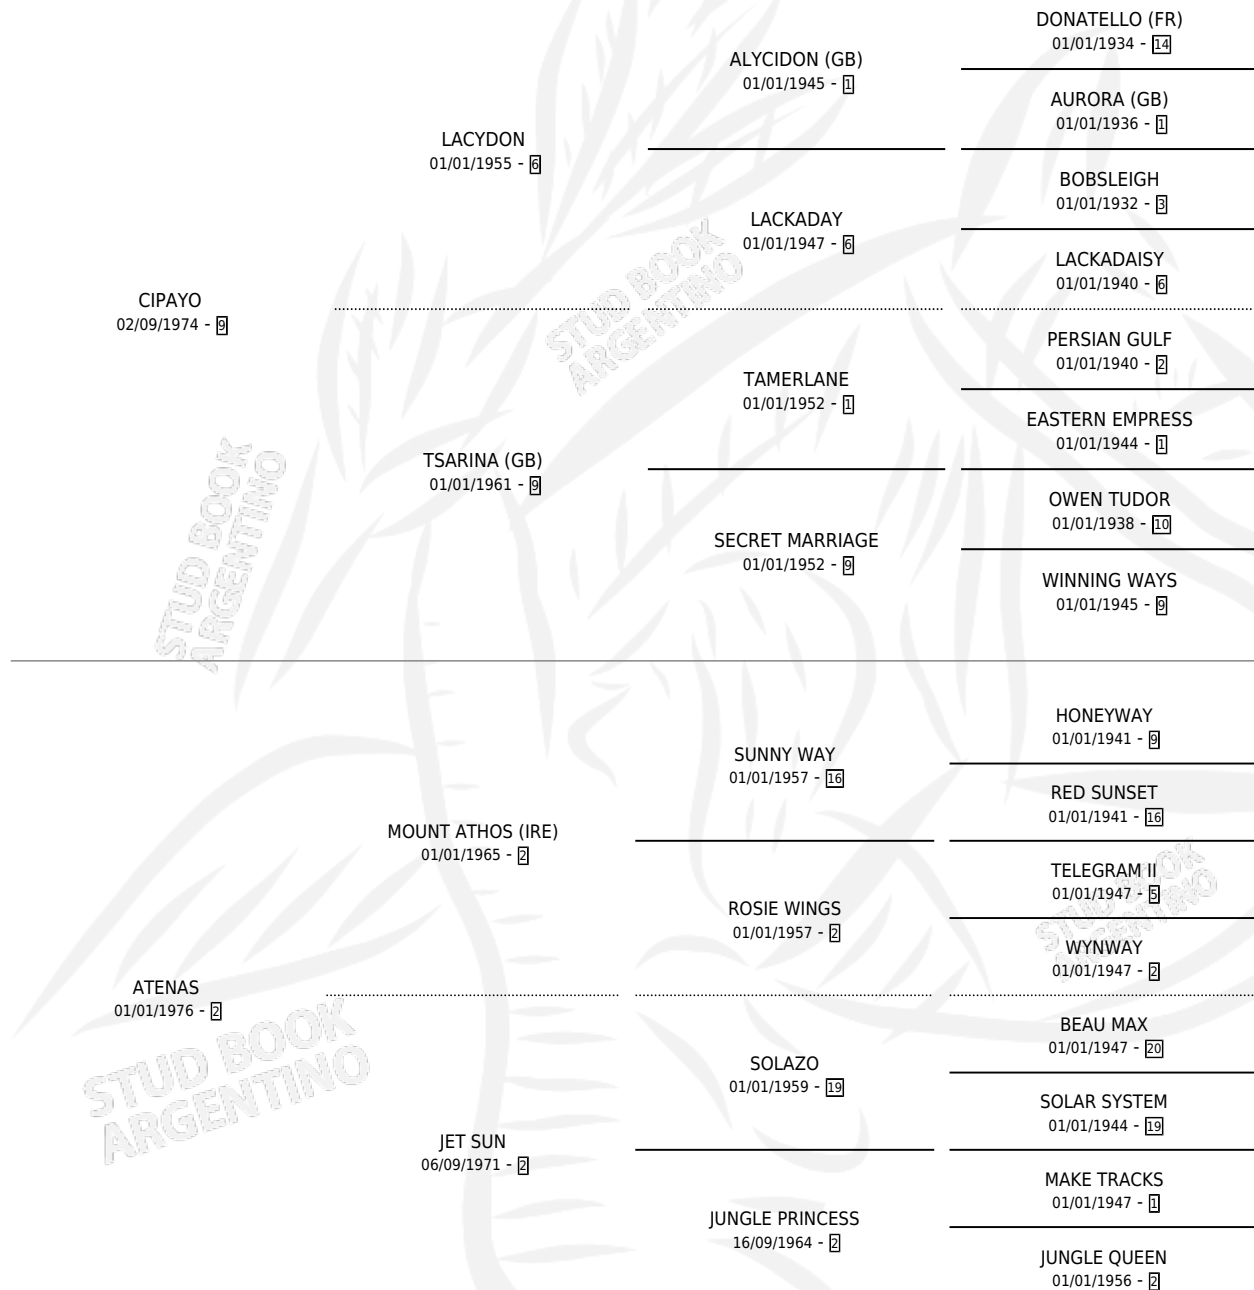 DONATELLO (FR)
01/01/1934 - 14
ALYCIDON (GB)
01/01/1945 - 1
AURORA (GB)
01/01/1936 - 1
LACYDON
01/01/1955 - 6
BOBSLEIGH
01/01/1932 - 3
LACKADAY
01/01/1947 - 6
LACKADAISY
01/01/1940 - 6
CIPAYO
02/09/1974 - 9
PERSIAN GULF
01/01/1940 - 2
TAMERLANE
01/01/1952 - 1
EASTERN EMPRESS
01/01/1944 - 1
TSARINA (GB)
01/01/1961 - 9
OWEN TUDOR
01/01/1938 - 10
SECRET MARRIAGE
01/01/1952 - 9
WINNING WAYS
01/01/1945 - 9
HONEYWAY
01/01/1941 - 9
SUNNY WAY
01/01/1957 - 16
RED SUNSET
01/01/1941 - 16
MOUNT ATHOS (IRE)
01/01/1965 - 2
TELEGRAM II
01/01/1947 - 5
ROSIE WINGS
01/01/1957 - 2
WYNWAY
01/01/1947 - 2
ATENAS
01/01/1976 - 2
BEAU MAX
01/01/1947 - 20
SOLAZO
01/01/1959 - 19
SOLAR SYSTEM
01/01/1944 - 19
JET SUN
06/09/1971 - 2
MAKE TRACKS
01/01/1947 - 1
JUNGLE PRINCESS
16/09/1964 - 2
JUNGLE QUEEN
01/01/1956 - 2
STUD BOOK
ARGENTINO
STUD BOOK
ARGENTINO
STUD BOOK
ARGENTINO
STUD BOOK
ARGENTINO